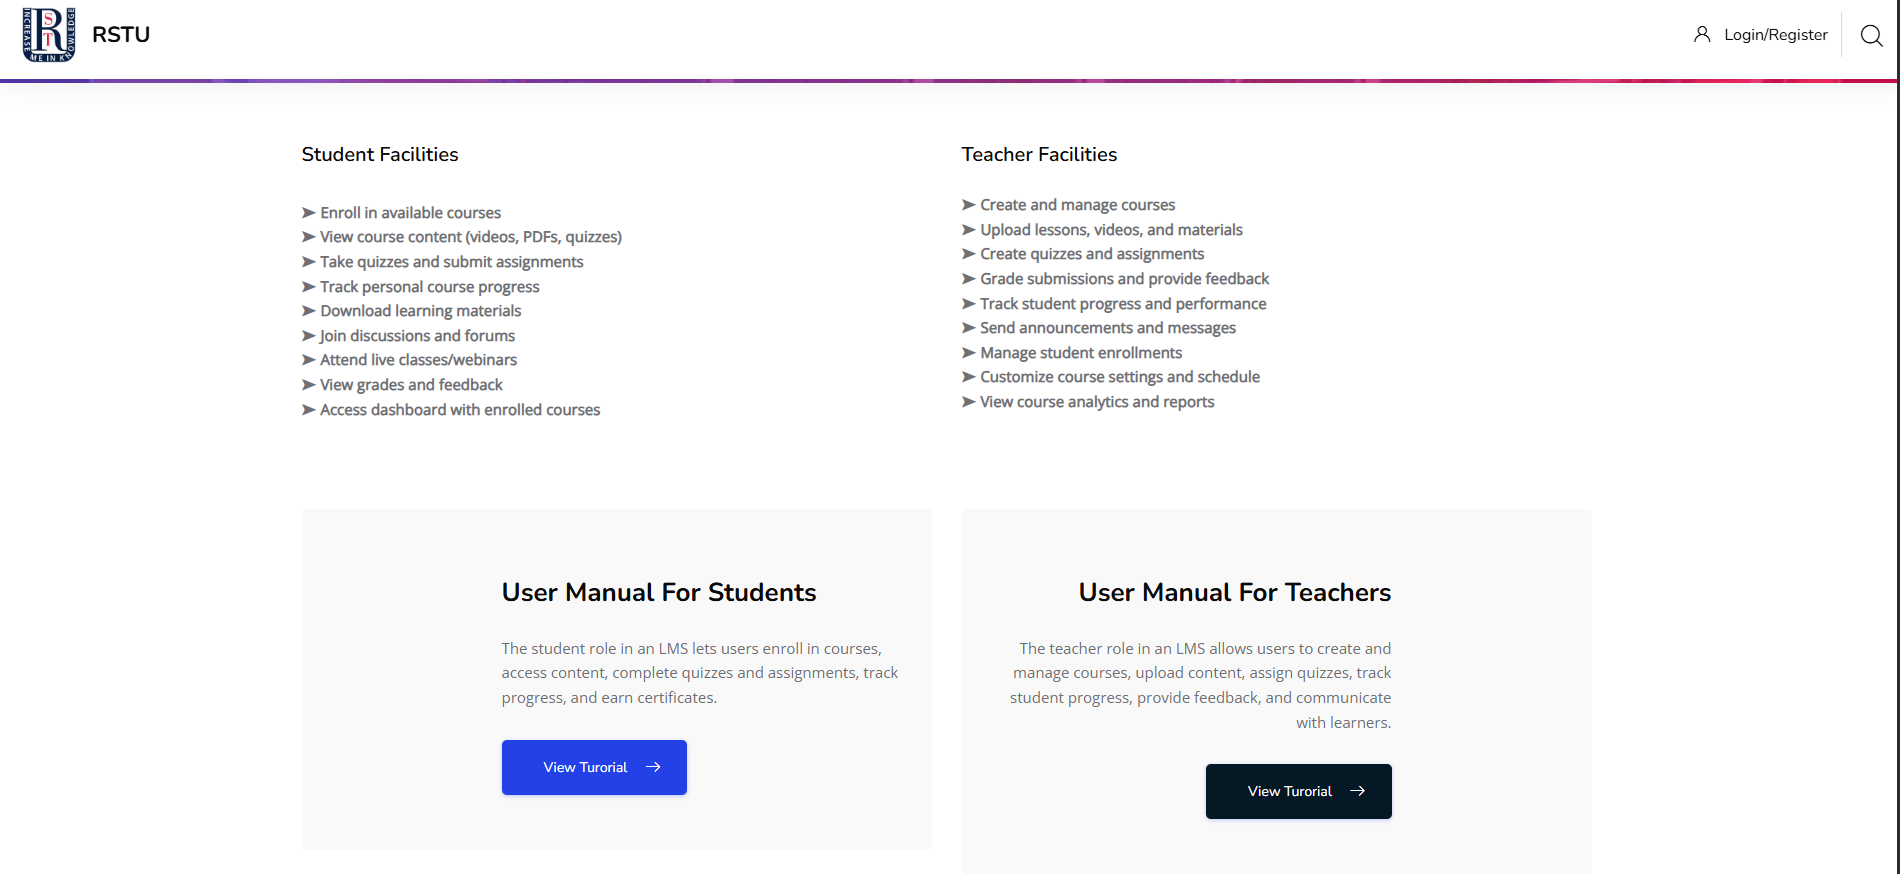 INCREASE ME IN KNOWLEDGE
R S T
RSTU
Login/Register
Student Facilities
➤ Enroll in available courses
➤ View course content (videos, PDFs, quizzes)
➤ Take quizzes and submit assignments
➤ Track personal course progress
➤ Download learning materials
➤ Join discussions and forums
➤ Attend live classes/webinars
➤ View grades and feedback
➤ Access dashboard with enrolled courses
Teacher Facilities
➤ Create and manage courses
➤ Upload lessons, videos, and materials
➤ Create quizzes and assignments
➤ Grade submissions and provide feedback
➤ Track student progress and performance
➤ Send announcements and messages
➤ Manage student enrollments
➤ Customize course settings and schedule
➤ View course analytics and reports
User Manual For Students
The student role in an LMS lets users enroll in courses,
access content, complete quizzes and assignments, track
progress, and earn certificates.
View Turorial →
User Manual For Teachers
The teacher role in an LMS allows users to create and
manage courses, upload content, assign quizzes, track
student progress, provide feedback, and communicate
with learners.
View Turorial →